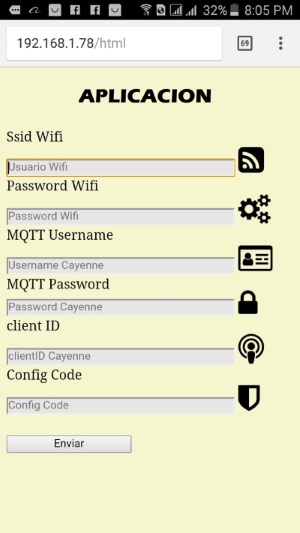 32% 8:05 PM
192.168.1.78/html 69
APLICACION
Ssid Wifi
Usuario Wifi
Password Wifi
Password Wifi
MQTT Username
Username Cayenne
MQTT Password
Password Cayenne
client ID
clientID Cayenne
Config Code
Config Code
Enviar